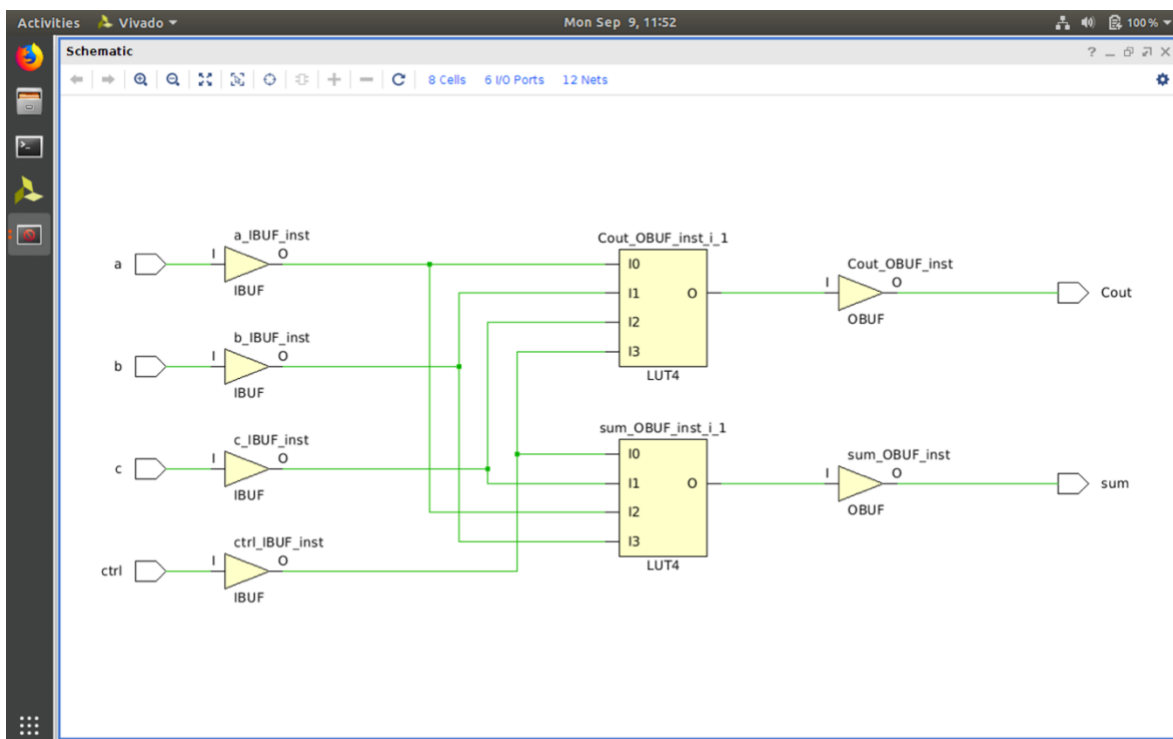 Activities Vivado Mon Sep 9, 11:52 100 %
Schematic
8 Cells 6 I/O Ports 12 Nets
a_IBUF_inst
a I O
IBUF
b_IBUF_inst
b I O
IBUF
c_IBUF_inst
c I O
IBUF
ctrl_IBUF_inst
ctrl I O
IBUF
Cout_OBUF_inst_i_1
I0
I1 O
I2
I3
LUT4
sum_OBUF_inst_i_1
I0
I1 O
I2
I3
LUT4
Cout_OBUF_inst
I O
OBUF
Cout
sum_OBUF_inst
I O
OBUF
sum